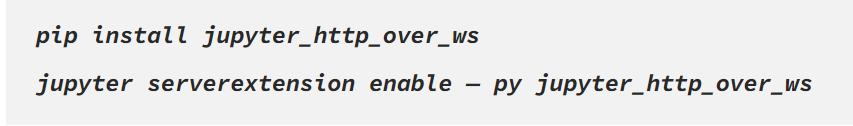 pip install jupyter_http_over_ws
jupyter serverextension enable — py jupyter_http_over_ws